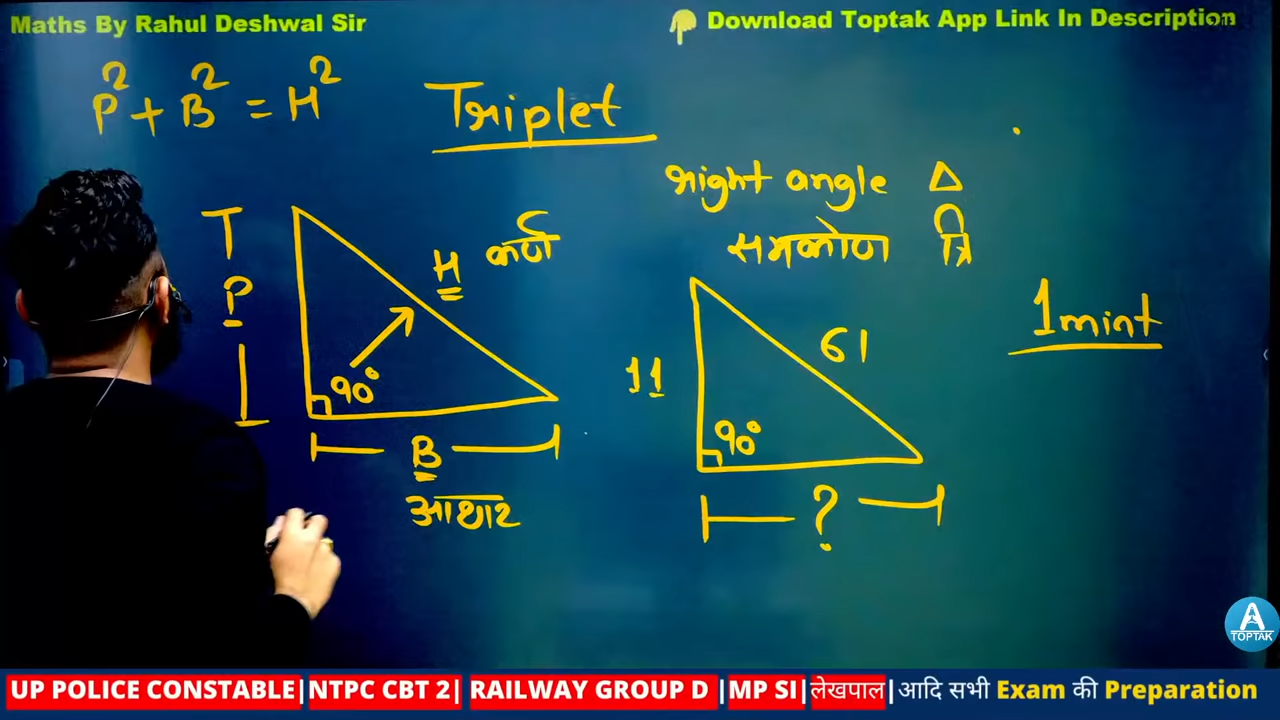 Maths By Rahul Deshwal Sir
Download Toptak App Link In Description
P² + B² = H²
Triplet
right angle Δ
समकोण त्रि
T
P
H कर्ण
90°
B
आधार
11
61
90°
?
1mint
A
TOPTAK
UP POLICE CONSTABLE| NTPC CBT 2| RAILWAY GROUP D |MP SI|लेखपाल|आदि सभी Exam की Preparation